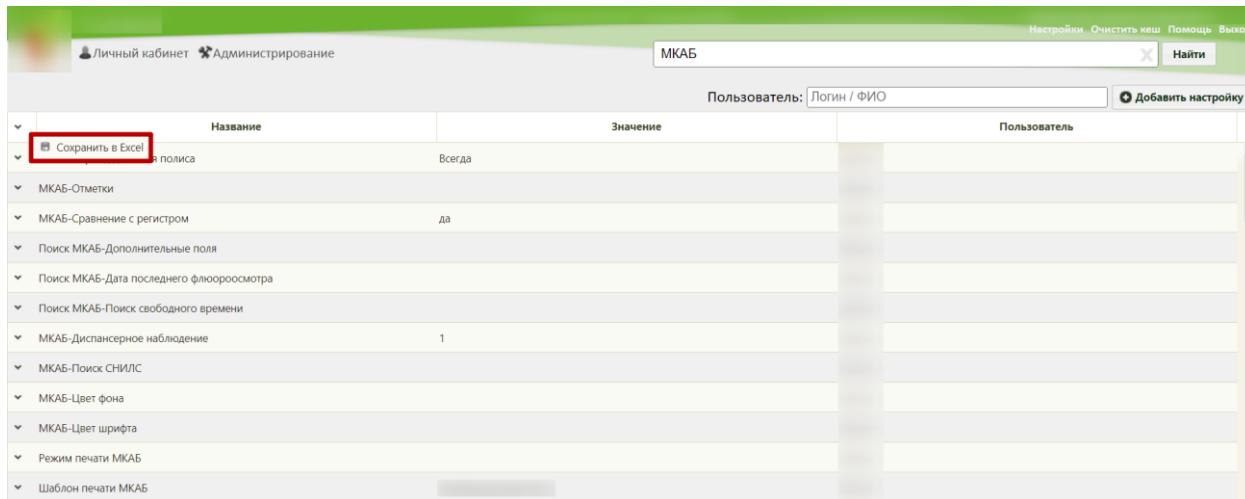 Настройки Очистить кеш Помощь Выхо
Личный кабинет Администрирование
МКАБ X Найти
Пользователь: Логин / ФИО Добавить настройку
Название Значение Пользователь
Сохранить в Excel
я полиса Всегда
МКАБ-Отметки
МКАБ-Сравнение с регистром да
Поиск МКАБ-Дополнительные поля
Поиск МКАБ-Дата последнего флюороосмотра
Поиск МКАБ-Поиск свободного времени
МКАБ-Диспансерное наблюдение 1
МКАБ-Поиск СНИЛС
МКАБ-Цвет фона
МКАБ-Цвет шрифта
Режим печати МКАБ
Шаблон печати МКАБ